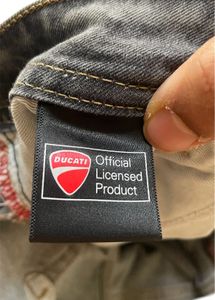 DUCATI
Official
Licensed
Product